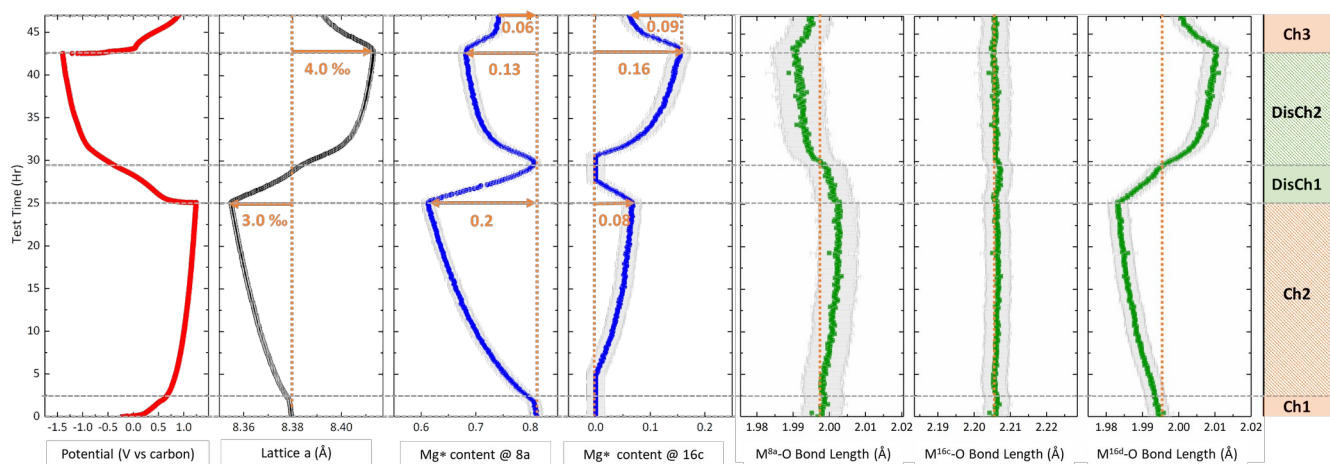 45
40
35
30
25
20
15
10
5
0
Test Time (Hr)
-1.5 -1.0 -0.5 0.0 0.5 1.0
Potential (V vs carbon)
4.0 ‰
3.0 ‰
8.36 8.38 8.40
Lattice a (Å)
0.06
0.13
0.2
0.6 0.7 0.8
Mg* content @ 8a
0.09
0.16
0.08
0.0 0.1 0.2
Mg* content @ 16c
1.98 1.99 2.00 2.01 2.02
M8a-O Bond Length (Å)
2.19 2.20 2.21 2.22
M16c-O Bond Length (Å)
1.98 1.99 2.00 2.01 2.02
M16d-O Bond Length (Å)
Ch3
DisCh2
DisCh1
Ch2
Ch1